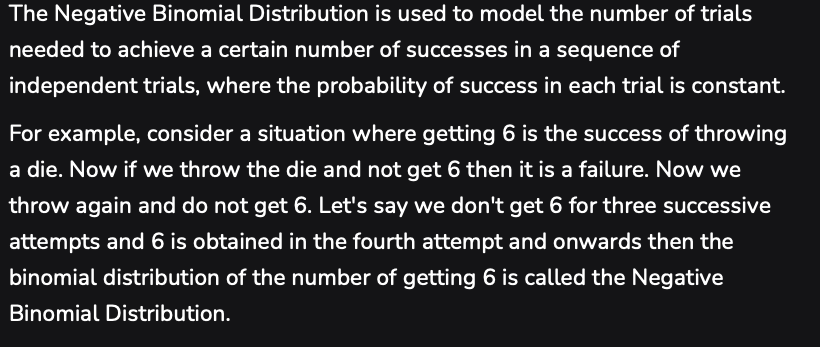 The Negative Binomial Distribution is used to model the number of trials
needed to achieve a certain number of successes in a sequence of
independent trials, where the probability of success in each trial is constant.
For example, consider a situation where getting 6 is the success of throwing
a die. Now if we throw the die and not get 6 then it is a failure. Now we
throw again and do not get 6. Let's say we don't get 6 for three successive
attempts and 6 is obtained in the fourth attempt and onwards then the
binomial distribution of the number of getting 6 is called the Negative
Binomial Distribution.